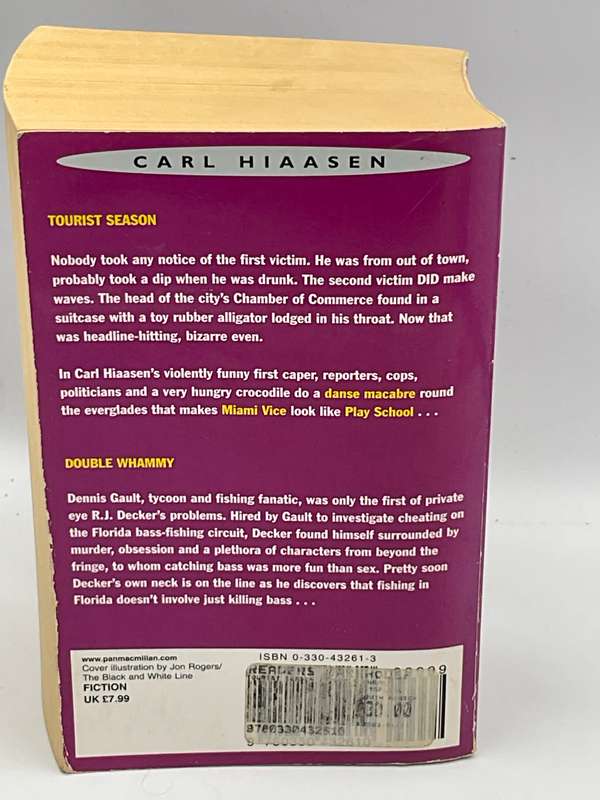 CARL HIAASEN
TOURIST SEASON
Nobody took any notice of the first victim. He was from out of town,
probably took a dip when he was drunk. The second victim DID make
waves. The head of the city's Chamber of Commerce found in a
suitcase with a toy rubber alligator lodged in his throat. Now that
was headline-hitting, bizarre even.
In Carl Hiaasen's violently funny first caper, reporters, cops,
politicians and a very hungry crocodile do a danse macabre round
the everglades that makes Miami Vice look like Play School . . .
DOUBLE WHAMMY
Dennis Gault, tycoon and fishing fanatic, was only the first of private
eye R.J. Decker's problems. Hired by Gault to investigate cheating on
the Florida bass-fishing circuit, Decker found himself surrounded by
murder, obsession and a plethora of characters from beyond the
fringe, to whom catching bass was more fun than sex. Pretty soon
Decker's own neck is on the line as he discovers that fishing in
Florida doesn't involve just killing bass . . .
www.panmacmillan.com
Cover illustration by Jon Rogers/
The Black and White Line
FICTION
UK £7.99
ISBN 0-330-43261-3
READERS
30.00
9780330432610